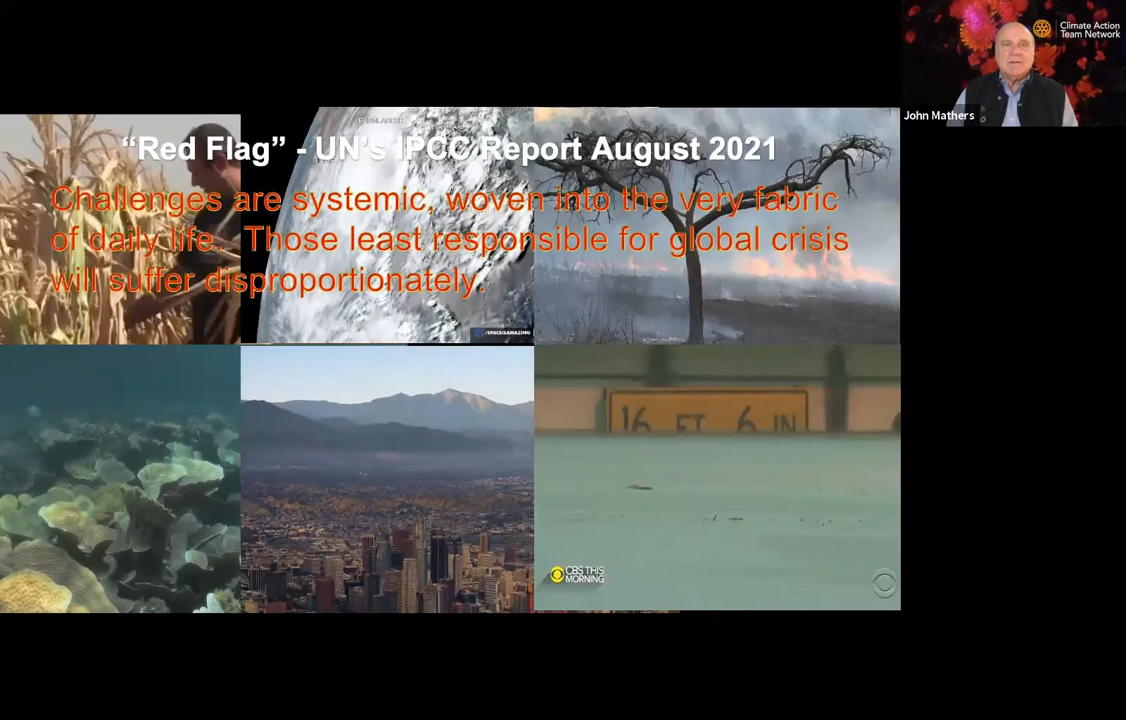 Climate Action
Team Network
John Mathers
“Red Flag” - UN’s IPCC Report August 2021
Challenges are systemic, woven into the very fabric
of daily life. Those least responsible for global crisis
will suffer disproportionately.
/SPACEISAMAZING
16 FT 6 IN
CBS THIS
MORNING